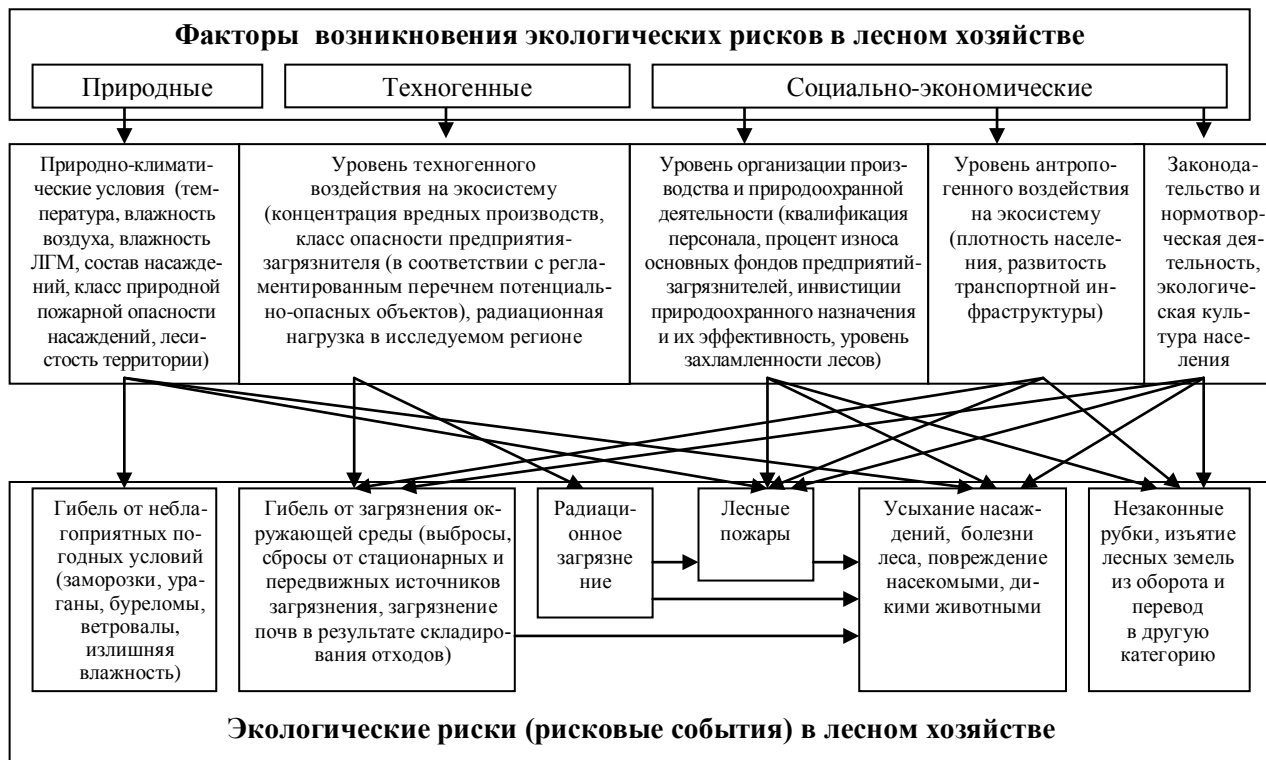 Факторы возникновения экологических рисков в лесном хозяйстве
Природные
Техногенные
Социально-экономические
Природно-климати-
ческие условия (тем-
пература, влажность
воздуха, влажность
ЛГМ, состав насажде-
ний, класс природной
пожарной опасности
насаждений, леси-
стость территории)
Уровень техногенного
воздействия на экосистему
(концентрация вредных производств,
класс опасности предприятия-
загрязнителя (в соответствии с регла-
ментированным перечнем потенциаль-
но-опасных объектов), радиационная
нагрузка в исследуемом регионе
Уровень организации произ-
водства и природоохранной
деятельности (квалификация
персонала, процент износа
основных фондов предприятий-
загрязнителей, инвистиции
природоохранного назначения
и их эффективность, уровень
захламленности лесов)
Уровень антропо-
генного воздействия
на экосистему
(плотность населе-
ния, развитость
транспортной ин-
фраструктуры)
Законода-
тельство и
нормотвор-
ческая дея-
тельность,
экологиче-
ская куль-
тура насе-
ления
Гибель от небла-
гоприятных по-
годных условий
(заморозки, ура-
ганы, буреломы,
ветровалы,
излишняя
влажность)
Гибель от загрязнения ок-
ружающей среды (выбросы,
сбросы от стационарных и
передвижных источников
загрязнения, загрязнение
почв в результате складиро-
вания отходов)
Радиаци-
онное
загрязне
ние
Лесные
пожары
Усыхание насаж-
дений, болезни
леса, повреждение
насекомыми, ди-
кими животными
Незаконные
рубки, изъятие
лесных земель
из оборота и
перевод
в другую
категорию
Экологические риски (рисковые события) в лесном хозяйстве